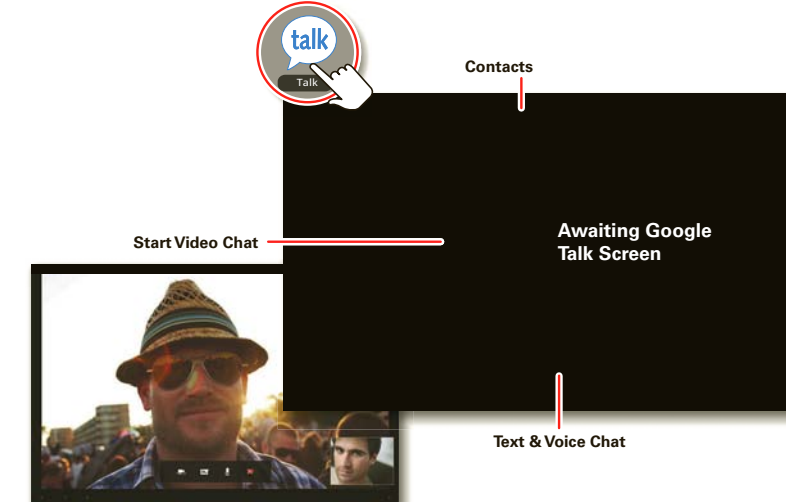 talk
Talk
Contacts
Start Video Chat
Awaiting Google
Talk Screen
Text & Voice Chat